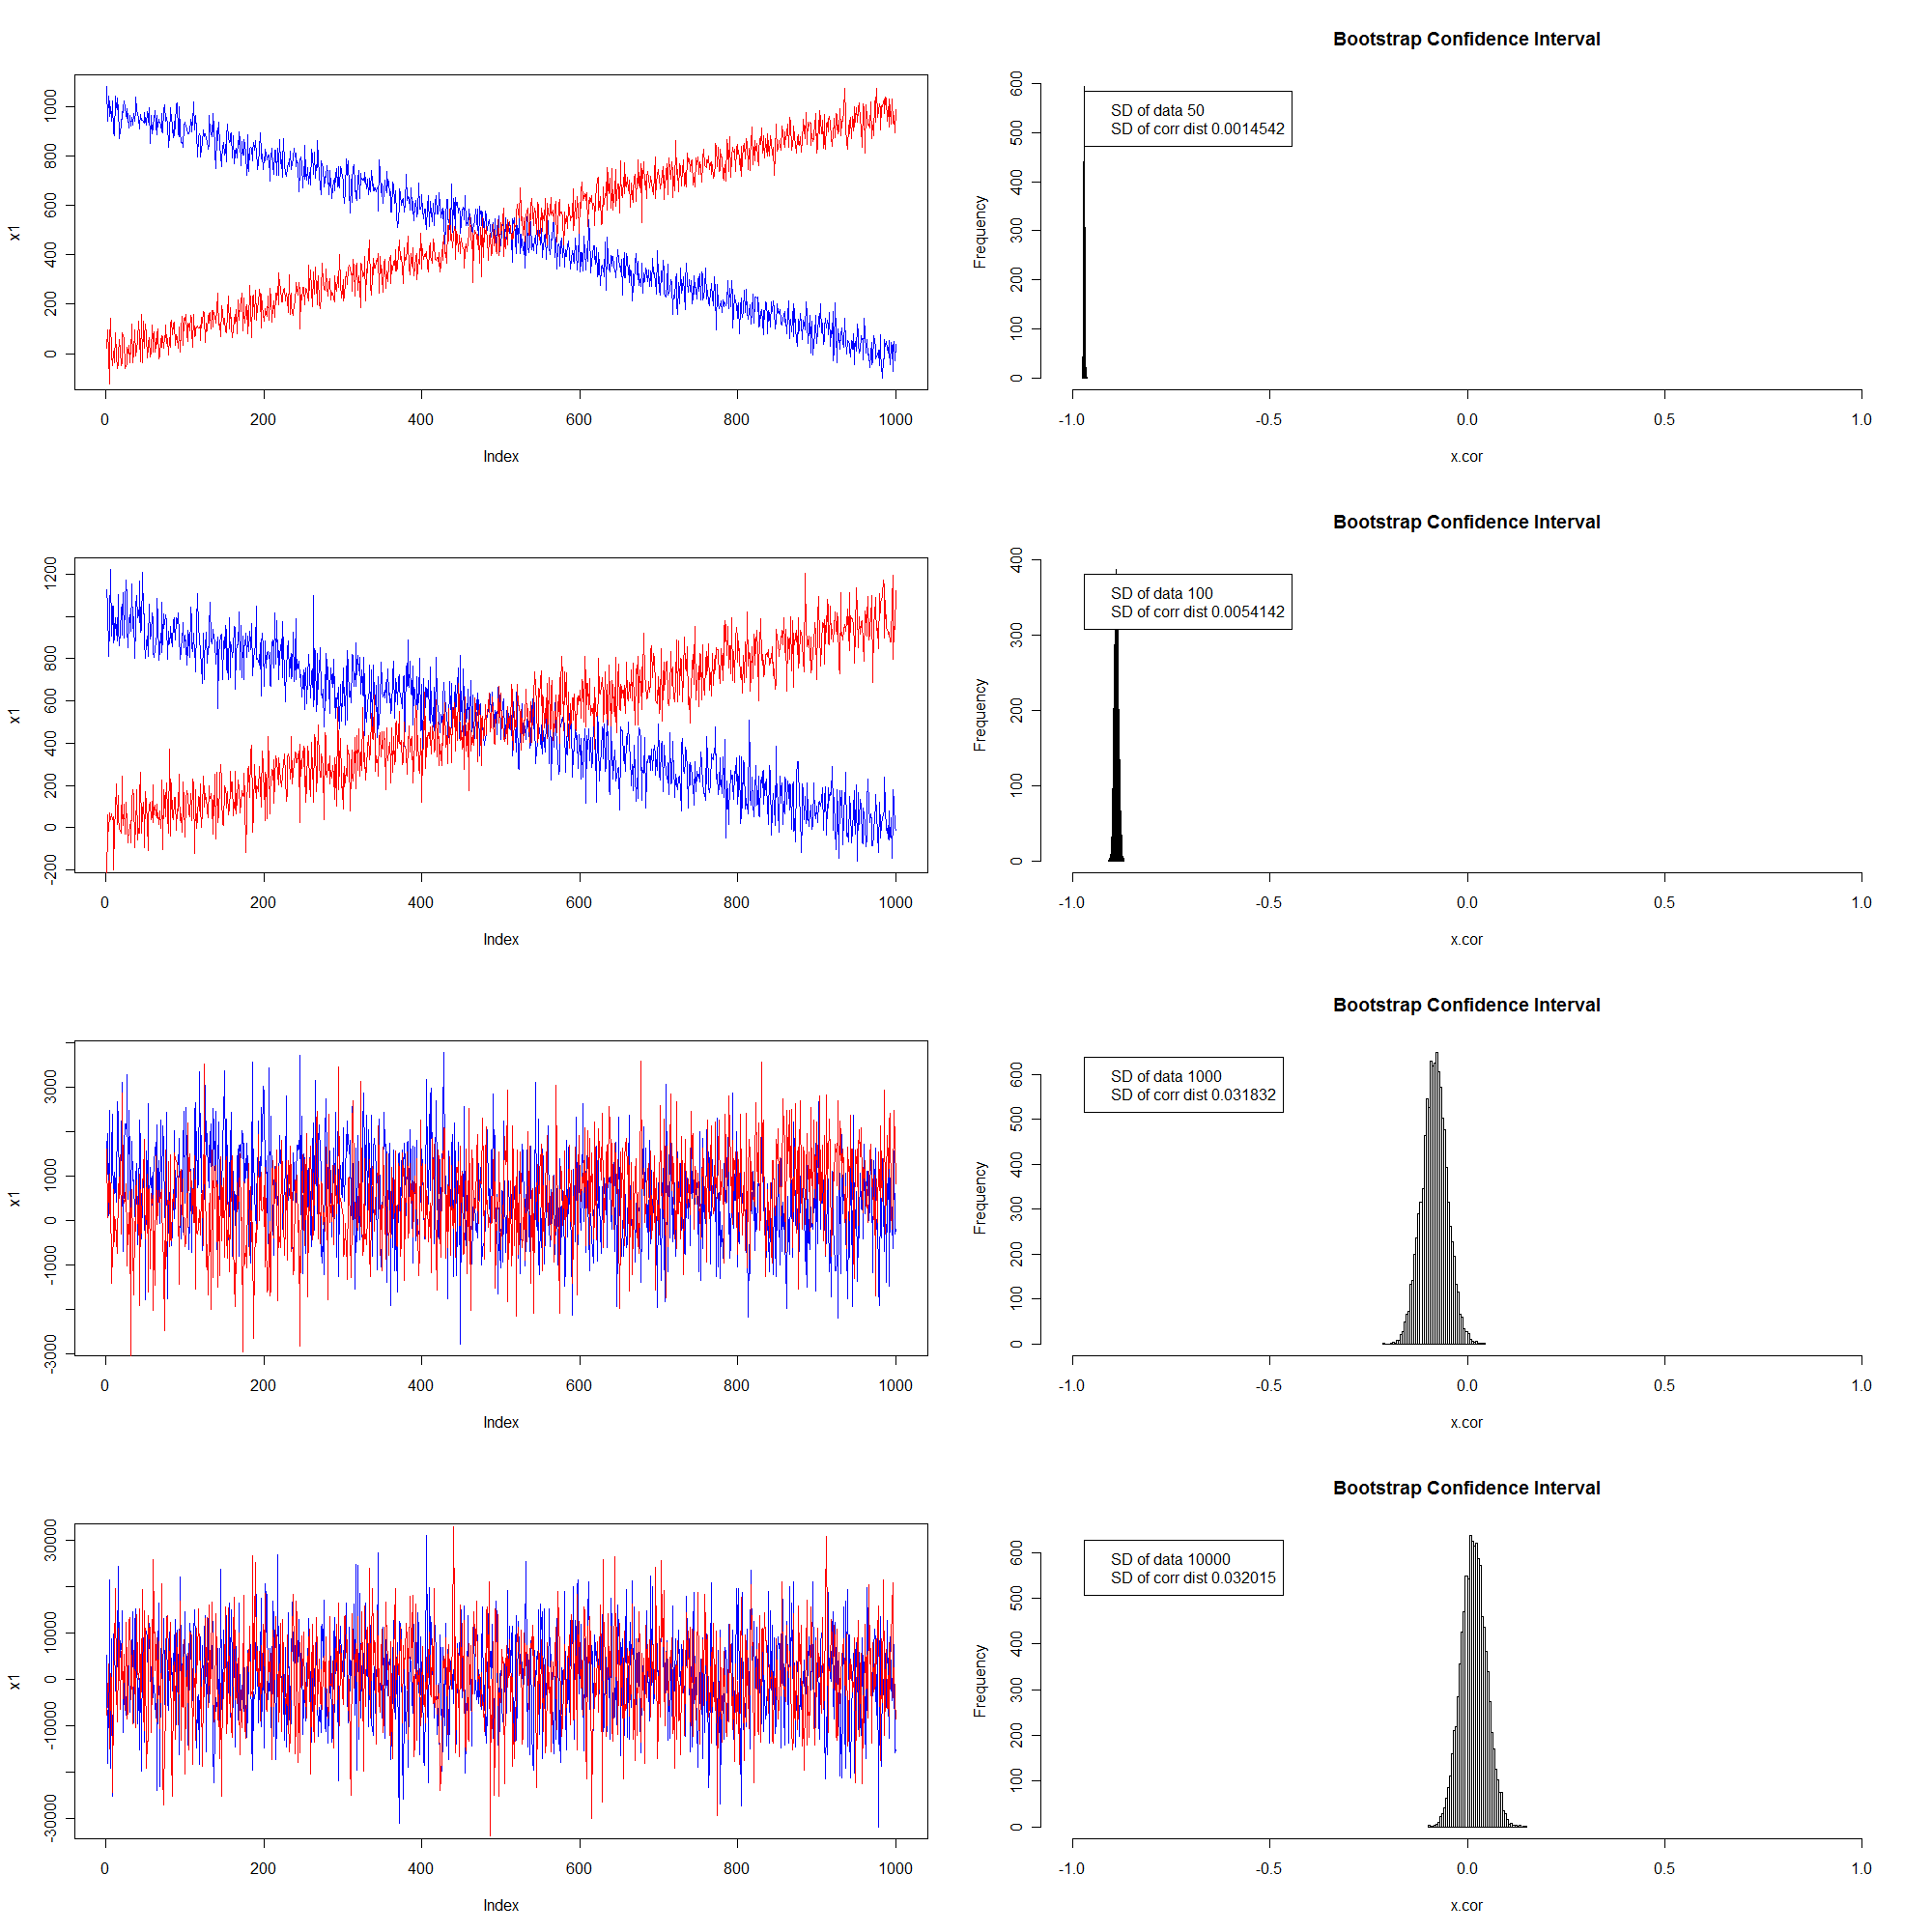 x1
1000
800
600
400
200
0
0 200 400 600 800 1000
Index
Bootstrap Confidence Interval
SD of data 50
SD of corr dist 0.0014542
Frequency
600
500
400
300
200
100
0
-1.0 -0.5 0.0 0.5 1.0
x.cor
x1
1200
800
600
400
200
0
-200
0 200 400 600 800 1000
Index
Bootstrap Confidence Interval
SD of data 100
SD of corr dist 0.0054142
Frequency
400
300
200
100
0
-1.0 -0.5 0.0 0.5 1.0
x.cor
x1
3000
1000
0
-1000
-3000
0 200 400 600 800 1000
Index
Bootstrap Confidence Interval
SD of data 1000
SD of corr dist 0.031832
Frequency
600
500
400
300
200
100
0
-1.0 -0.5 0.0 0.5 1.0
x.cor
x1
30000
10000
0
-10000
-30000
0 200 400 600 800 1000
Index
Bootstrap Confidence Interval
SD of data 10000
SD of corr dist 0.032015
Frequency
600
500
400
300
200
100
0
-1.0 -0.5 0.0 0.5 1.0
x.cor